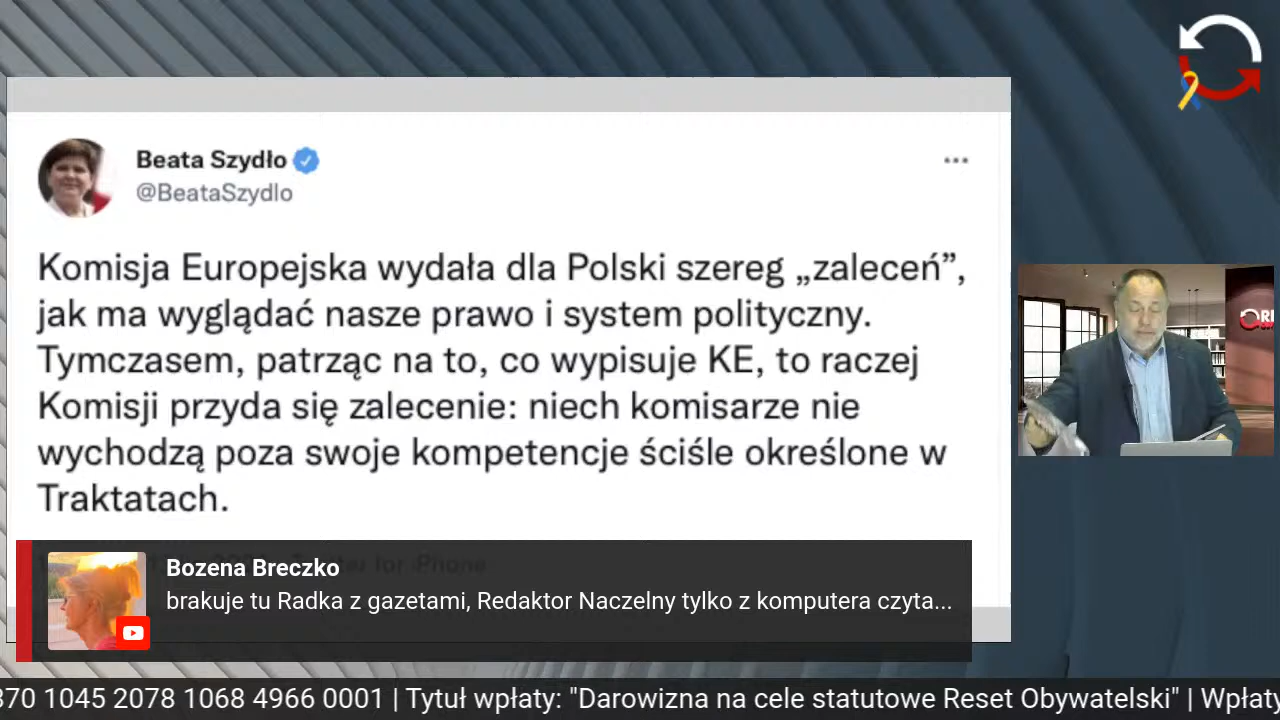 Beata Szydło
@BeataSzydlo
Komisja Europejska wydała dla Polski szereg „zaleceń”,
jak ma wyglądać nasze prawo i system polityczny.
Tymczasem, patrząc na to, co wypisuje KE, to raczej
Komisji przyda się zalecenie: niech komisarze nie
wychodzą poza swoje kompetencje ściśle określone w
Traktatach.
for iPhone
Bozena Breczko
brakuje tu Radka z gazetami, Redaktor Naczelny tylko z komputera czyta...
370 1045 2078 1068 4966 0001 | Tytuł wpłaty: "Darowizna na cele statutowe Reset Obywatelski" | Wpłaty